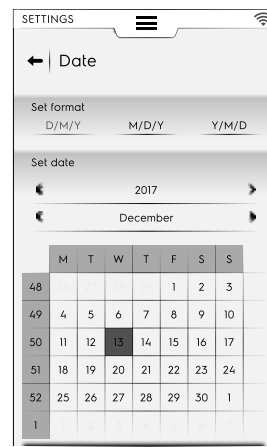 SETTINGS
Date
Set format
D/M/Y M/D/Y Y/M/D
Set date
2017
December
M T W T F S S
48 1 2 3
49 4 5 6 7 8 9 10
50 11 12 13 14 15 16 17
51 18 19 20 21 22 23 24
52 25 26 27 28 29 30 1
1